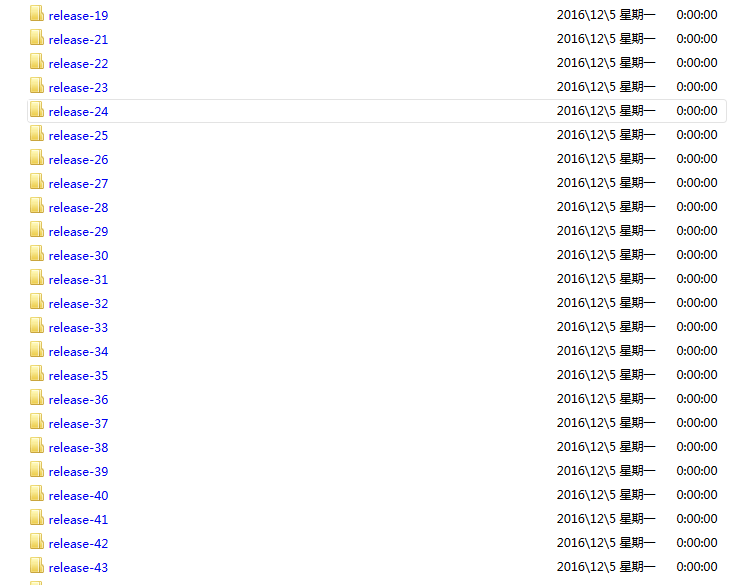 release-19 2016\12\5 星期一 0:00:00
release-21 2016\12\5 星期一 0:00:00
release-22 2016\12\5 星期一 0:00:00
release-23 2016\12\5 星期一 0:00:00
release-24 2016\12\5 星期一 0:00:00
release-25 2016\12\5 星期一 0:00:00
release-26 2016\12\5 星期一 0:00:00
release-27 2016\12\5 星期一 0:00:00
release-28 2016\12\5 星期一 0:00:00
release-29 2016\12\5 星期一 0:00:00
release-30 2016\12\5 星期一 0:00:00
release-31 2016\12\5 星期一 0:00:00
release-32 2016\12\5 星期一 0:00:00
release-33 2016\12\5 星期一 0:00:00
release-34 2016\12\5 星期一 0:00:00
release-35 2016\12\5 星期一 0:00:00
release-36 2016\12\5 星期一 0:00:00
release-37 2016\12\5 星期一 0:00:00
release-38 2016\12\5 星期一 0:00:00
release-39 2016\12\5 星期一 0:00:00
release-40 2016\12\5 星期一 0:00:00
release-41 2016\12\5 星期一 0:00:00
release-42 2016\12\5 星期一 0:00:00
release-43 2016\12\5 星期一 0:00:00